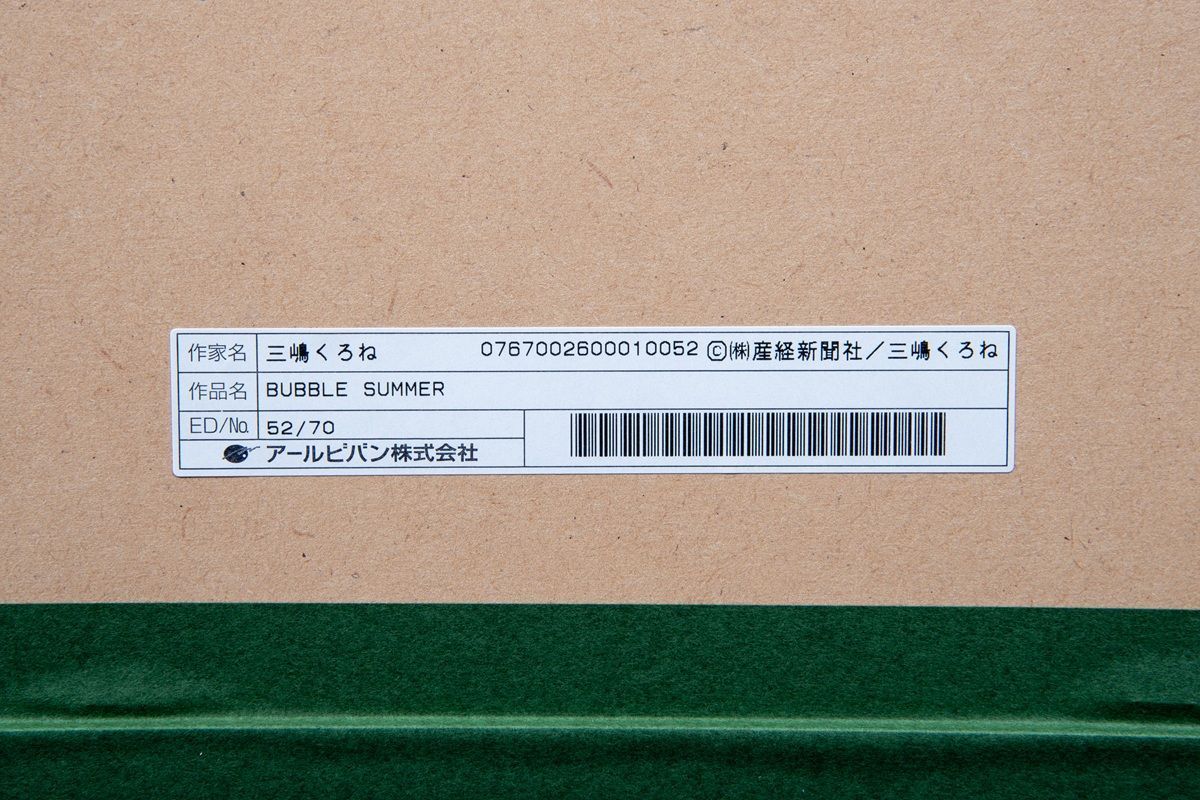 作家名 三嶋くろね 0767002600010052 Ⓒ㈱産経新聞社／三嶋くろね
作品名 BUBBLE SUMMER
ED/No. 52/70
アールビバン株式会社